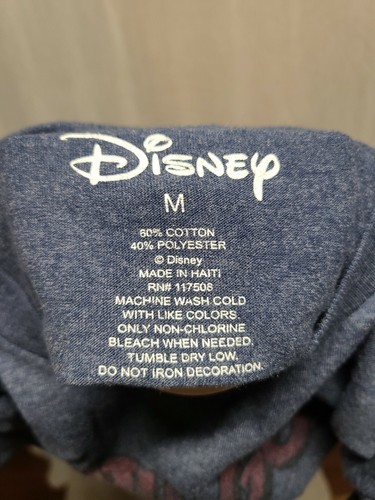 Disney
M
60% COTTON
40% POLYESTER
© Disney
MADE IN HAITI
RN# 117508
MACHINE WASH COLD
WITH LIKE COLORS.
ONLY NON-CHLORINE
BLEACH WHEN NEEDED.
TUMBLE DRY LOW.
DO NOT IRON DECORATION.